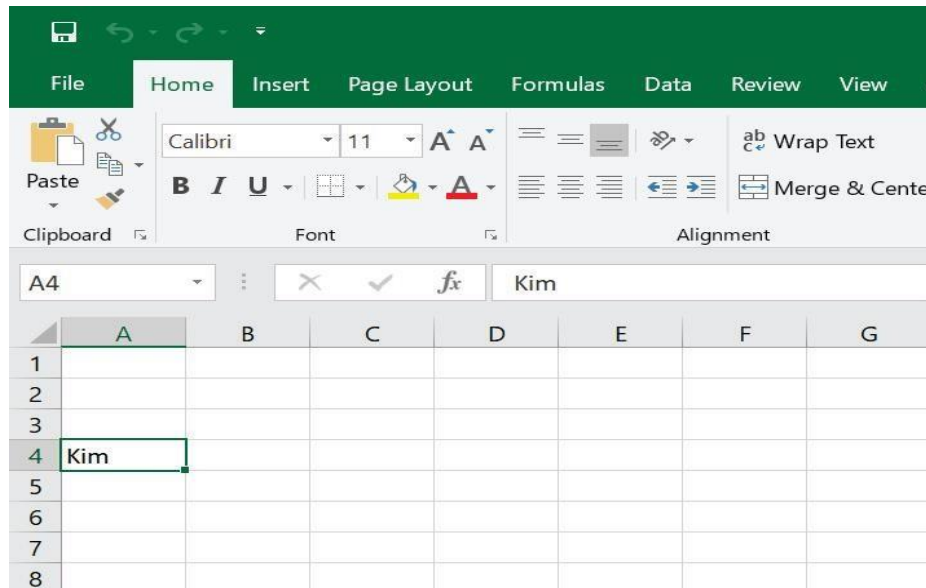 File Home Insert Page Layout Formulas Data Review View
Calibri 11 A A ab c Wrap Text
Paste B I U A Merge & Cente
Clipboard Font Alignment
A4 fx Kim
A B C D E F G
1
2
3
4 Kim
5
6
7
8